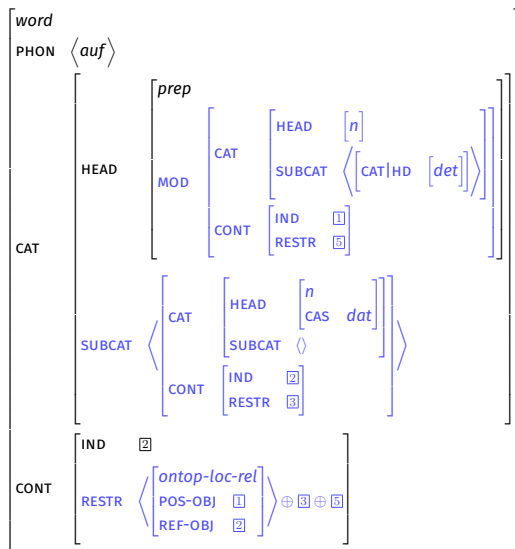 word
PHON ⟨auf⟩
prep
HEAD [n]
CAT
SUBCAT ⟨[CAT|HD [det]]⟩
HEAD
MOD
IND 1
CONT
RESTR 5
CAT
n
HEAD
CAS dat
CAT
SUBCAT ⟨⟩
SUBCAT
IND 2
CONT
RESTR 3
IND 2
ontop-loc-rel
CONT
RESTR ⟨POS-OBJ 1⟩ ⊕ 3 ⊕ 5
REF-OBJ 2